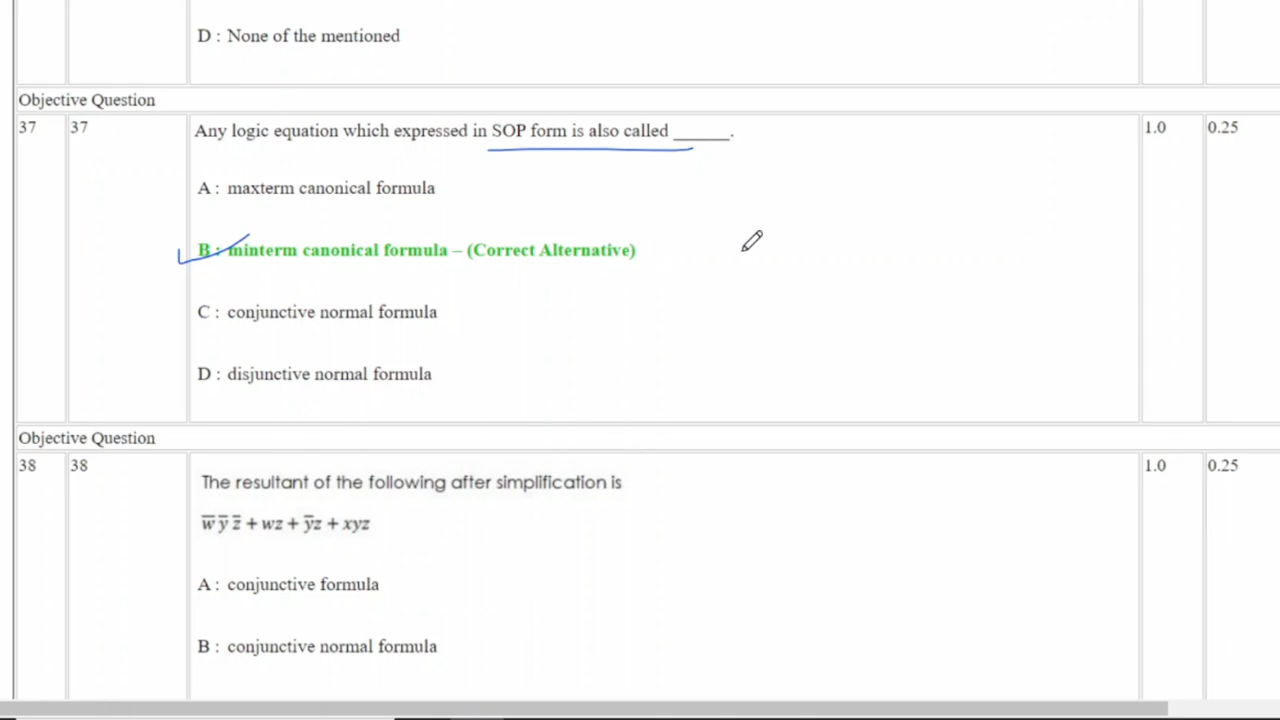 D : None of the mentioned
Objective Question
37 37 Any logic equation which expressed in SOP form is also called ______. 1.0 0.25
A : maxterm canonical formula
B : minterm canonical formula – (Correct Alternative)
C : conjunctive normal formula
D : disjunctive normal formula
Objective Question
38 38 The resultant of the following after simplification is 1.0 0.25
w̅ y̅ z̅ + wz + y̅z + xyz
A : conjunctive formula
B : conjunctive normal formula